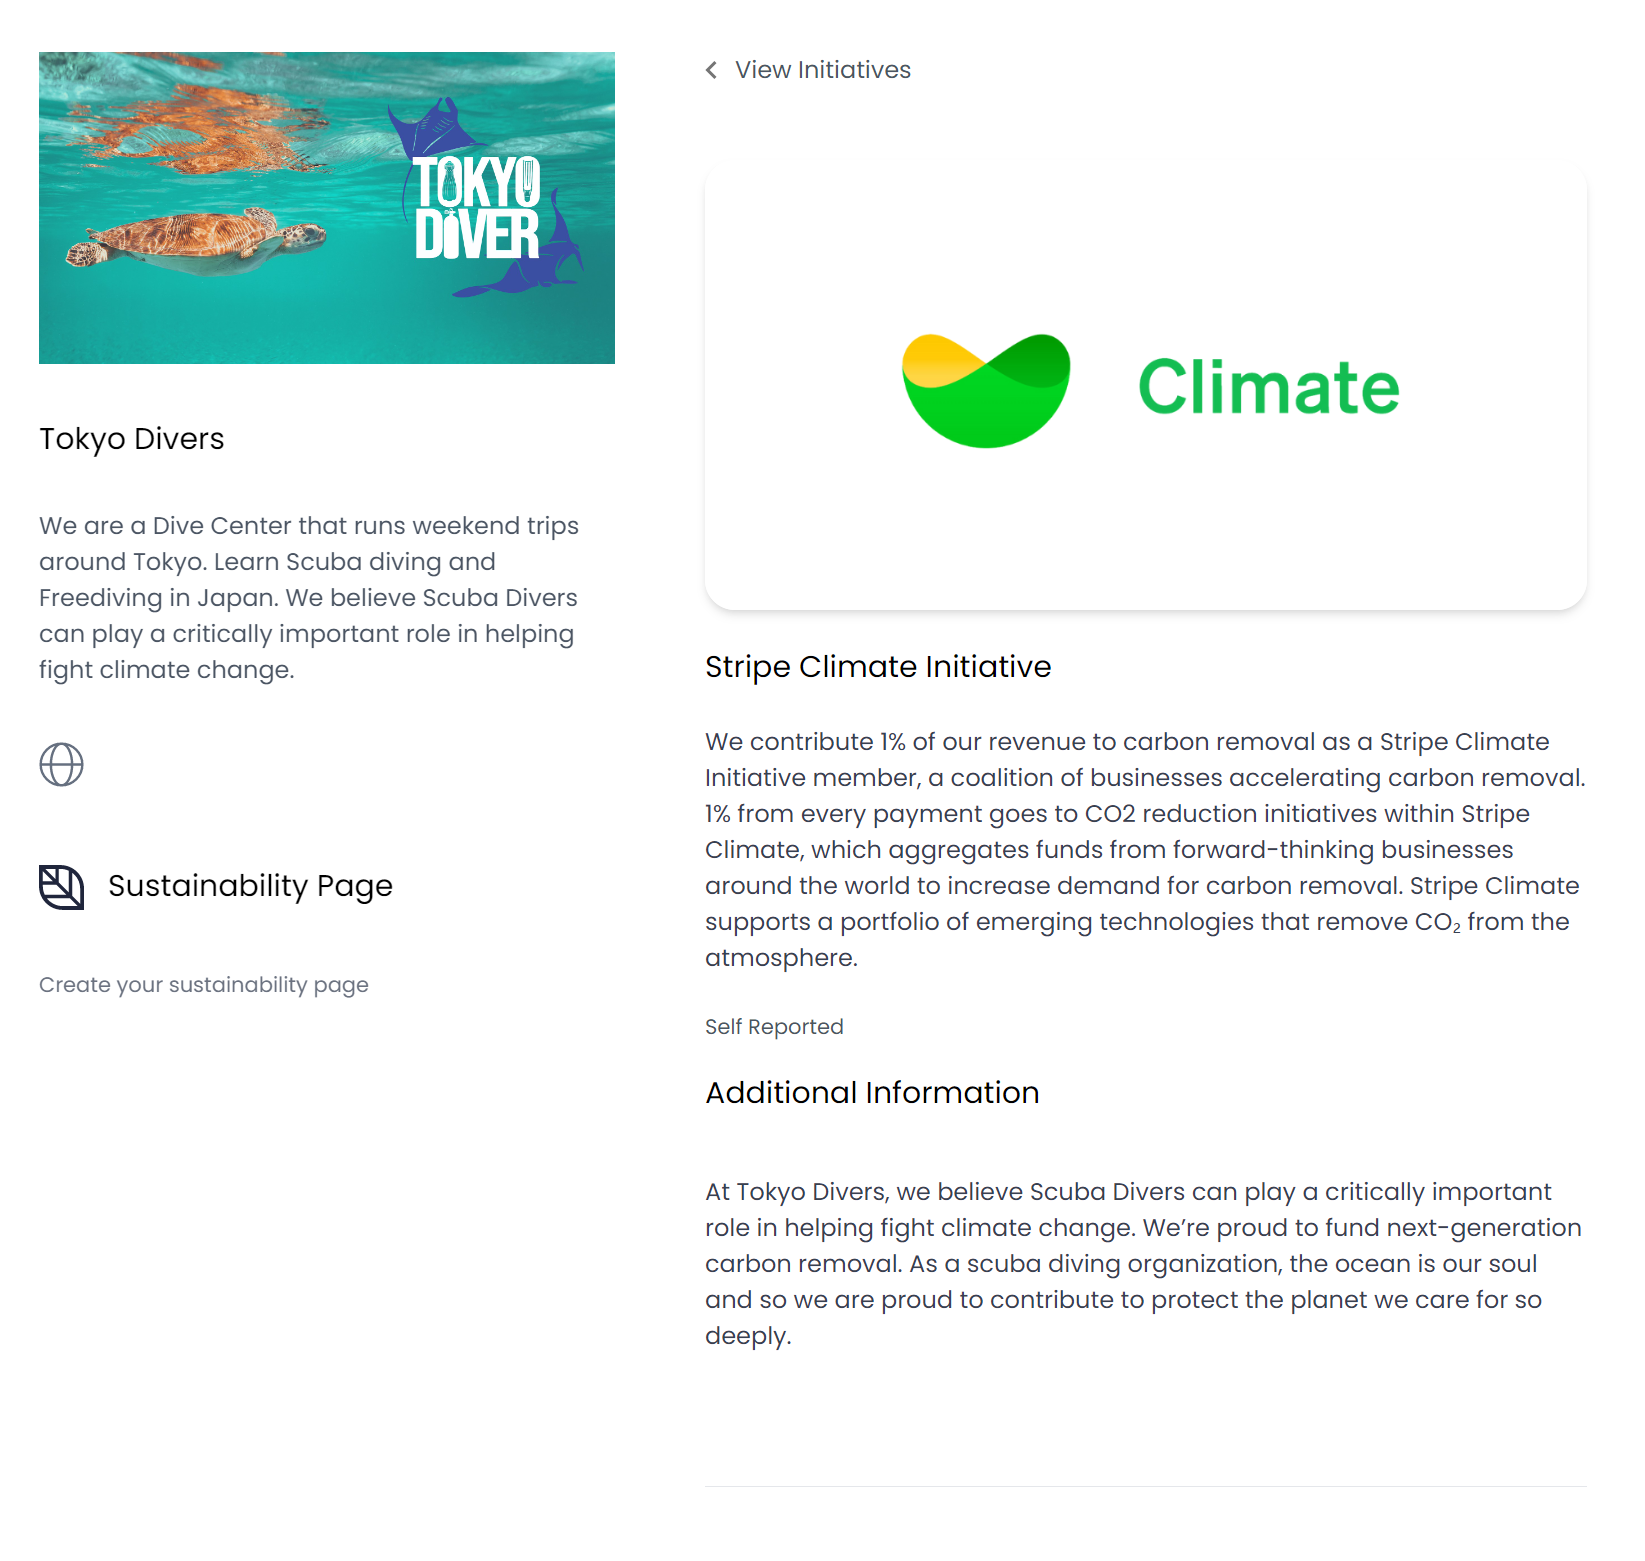 TOKYO
DIVER
Tokyo Divers
We are a Dive Center that runs weekend trips
around Tokyo. Learn Scuba diving and
Freediving in Japan. We believe Scuba Divers
can play a critically important role in helping
fight climate change.
Sustainability Page
Create your sustainability page
View Initiatives
Climate
Stripe Climate Initiative
We contribute 1% of our revenue to carbon removal as a Stripe Climate
Initiative member, a coalition of businesses accelerating carbon removal.
1% from every payment goes to CO2 reduction initiatives within Stripe
Climate, which aggregates funds from forward-thinking businesses
around the world to increase demand for carbon removal. Stripe Climate
supports a portfolio of emerging technologies that remove CO₂ from the
atmosphere.
Self Reported
Additional Information
At Tokyo Divers, we believe Scuba Divers can play a critically important
role in helping fight climate change. We’re proud to fund next-generation
carbon removal. As a scuba diving organization, the ocean is our soul
and so we are proud to contribute to protect the planet we care for so
deeply.